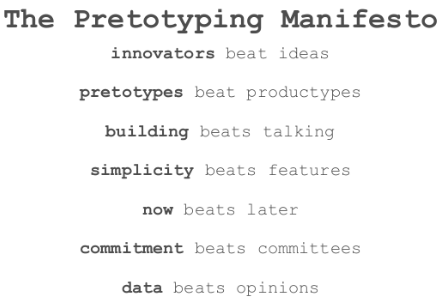 The Pretotyping Manifesto
innovators beat ideas
pretotypes beat productypes
building beats talking
simplicity beats features
now beats later
commitment beats committees
data beats opinions